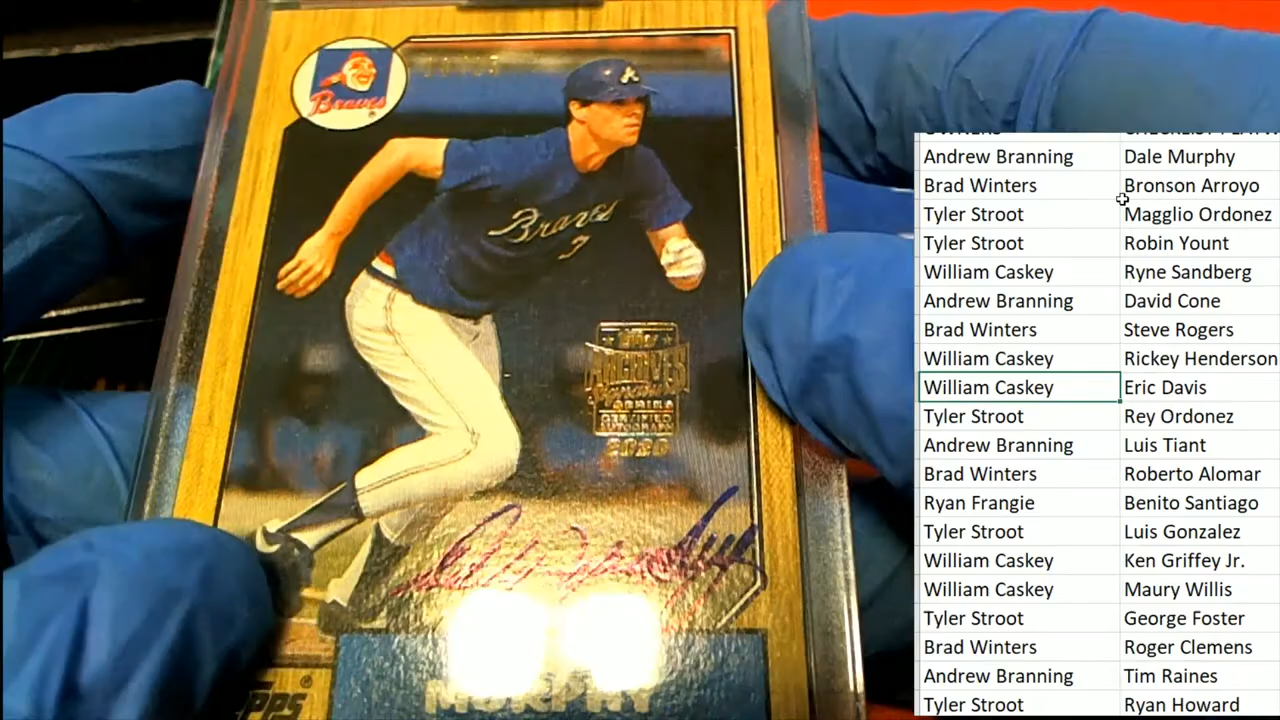 Braves
A
Braves
7
ARCHIVES
SERIES
CERTIFIED
AUTOGRAPH
2020
MURPHY
TOPPS
Andrew Branning Dale Murphy
Brad Winters Bronson Arroyo
Tyler Stroot Magglio Ordonez
Tyler Stroot Robin Yount
William Caskey Ryne Sandberg
Andrew Branning David Cone
Brad Winters Steve Rogers
William Caskey Rickey Henderson
William Caskey Eric Davis
Tyler Stroot Rey Ordonez
Andrew Branning Luis Tiant
Brad Winters Roberto Alomar
Ryan Frangie Benito Santiago
Tyler Stroot Luis Gonzalez
William Caskey Ken Griffey Jr.
William Caskey Maury Willis
Tyler Stroot George Foster
Brad Winters Roger Clemens
Andrew Branning Tim Raines
Tyler Stroot Ryan Howard